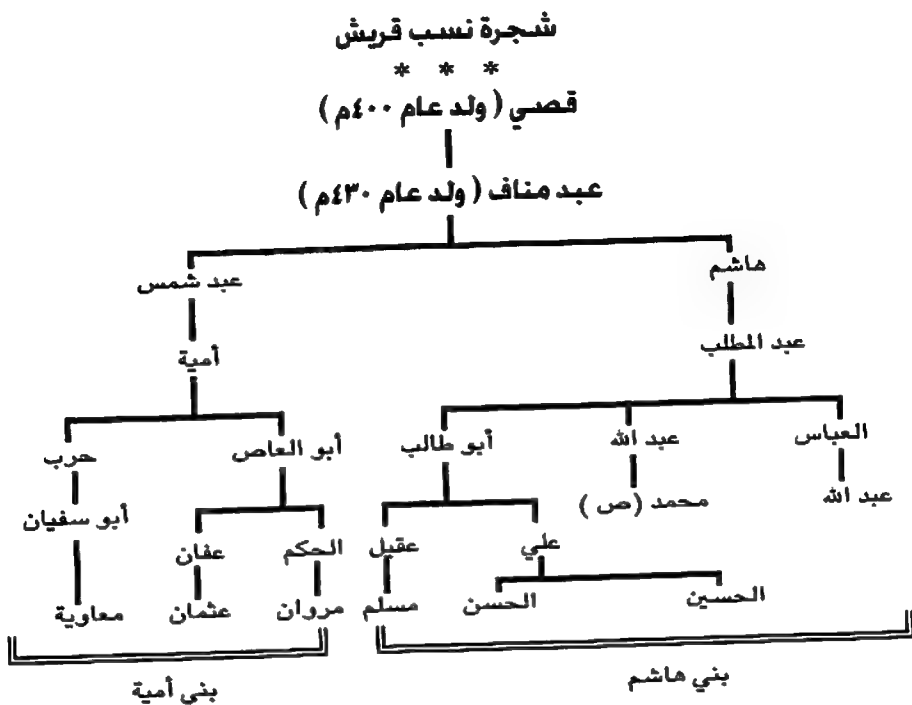 شجرة نسب قريش
* * *
قصي ( ولد عام ٤٠٠م )
عبد مناف ( ولد عام ٤٣٠م )
هاشم
عبد شمس
عبد المطلب
أمية
العباس
عبد الله
أبو طالب
أبو العاص
حرب
عبد الله
محمد (ص )
أبو سفيان
علي
عقيل
الحكم
عفان
الحسين
الحسن
مسلم
مروان
عثمان
معاوية
بني هاشم
بني أمية